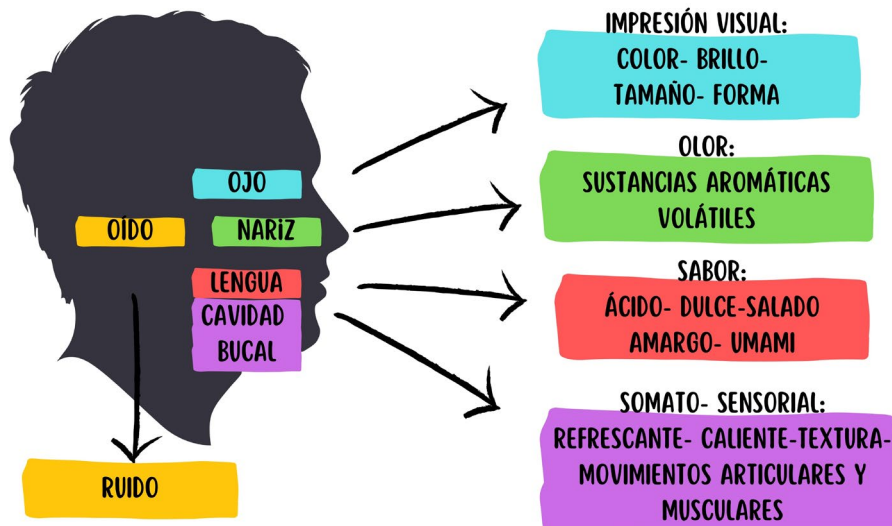 OJO
OÍDO
NARIZ
LENGUA
CAVIDAD
BUCAL
RUIDO
IMPRESIÓN VISUAL:
COLOR- BRILLO-
TAMAÑO- FORMA
OLOR:
SUSTANCIAS AROMÁTICAS
VOLÁTILES
SABOR:
ÁCIDO- DULCE-SALADO
AMARGO- UMAMI
SOMATO- SENSORIAL:
REFRESCANTE- CALIENTE-TEXTURA-
MOVIMIENTOS ARTICULARES Y
MUSCULARES